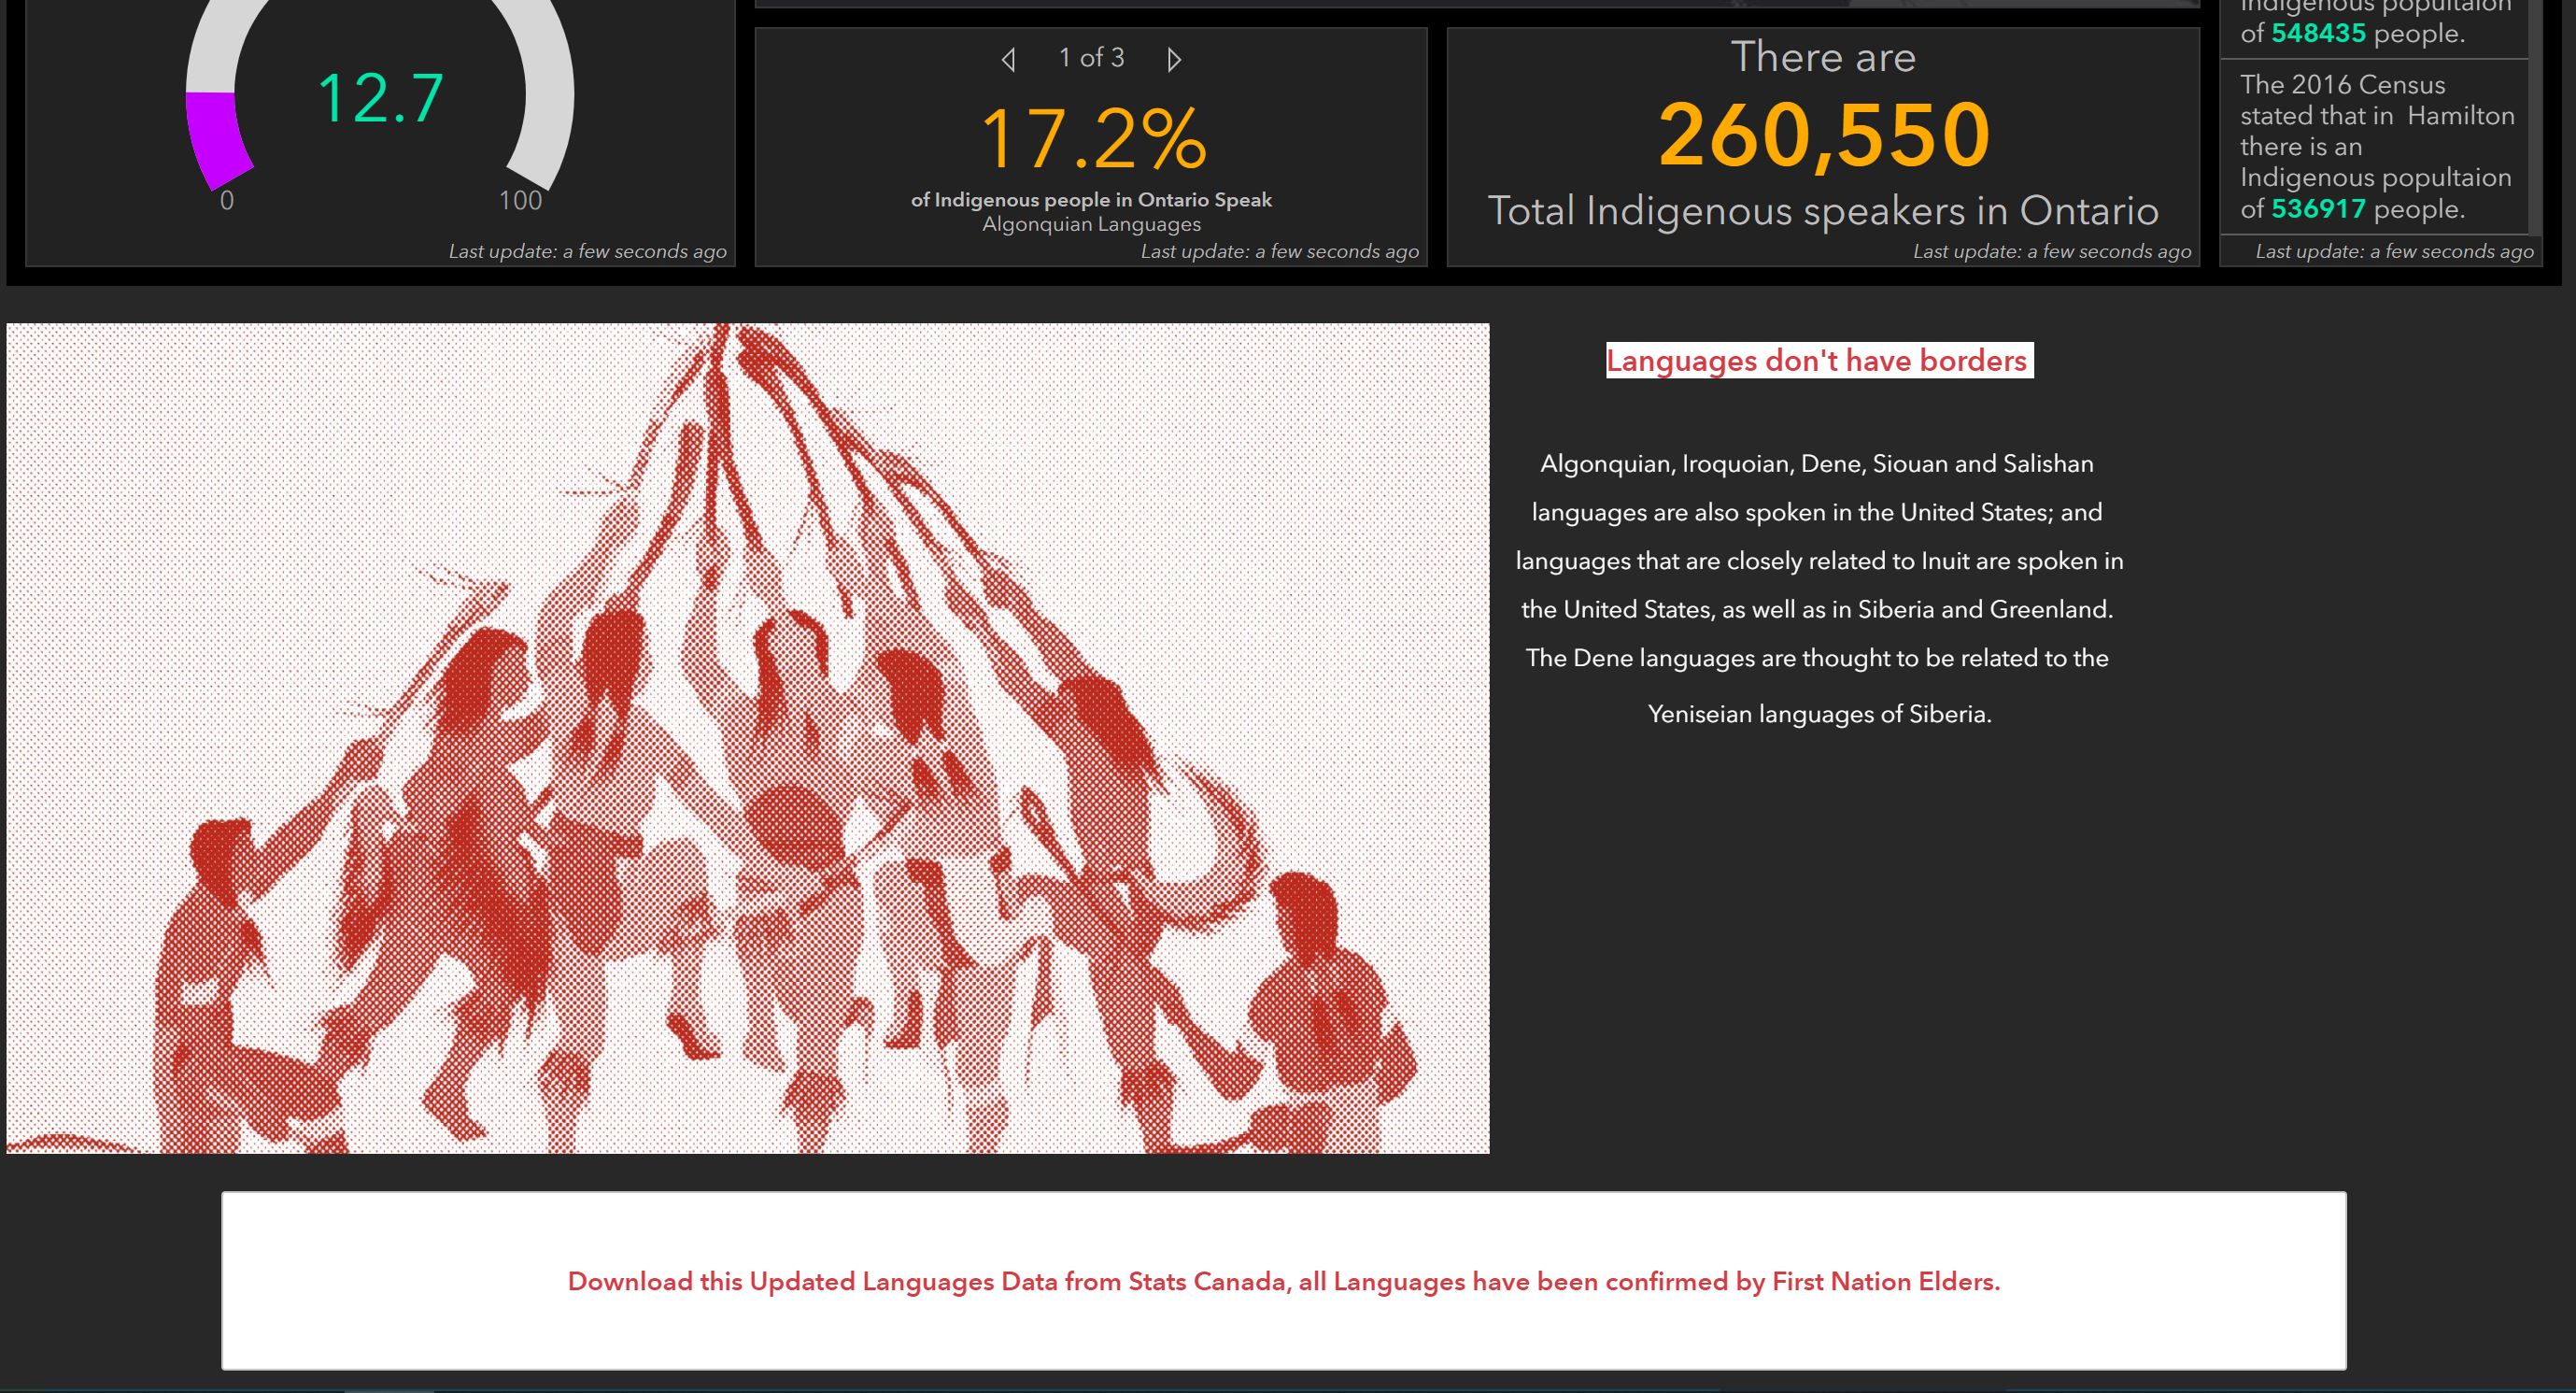 12.7
0
100
Last update: a few seconds ago
1 of 3
17.2%
of Indigenous people in Ontario Speak
Algonquian Languages
Last update: a few seconds ago
There are
260,550
Total Indigenous speakers in Ontario
Last update: a few seconds ago
Indigenous popultaion
of 548435 people.
The 2016 Census
stated that in Hamilton
there is an
Indigenous popultaion
of 536917 people.
Last update: a few seconds ago
Languages don't have borders
Algonquian, Iroquoian, Dene, Siouan and Salishan
languages are also spoken in the United States; and
languages that are closely related to Inuit are spoken in
the United States, as well as in Siberia and Greenland.
The Dene languages are thought to be related to the
Yeniseian languages of Siberia.
Download this Updated Languages Data from Stats Canada, all Languages have been confirmed by First Nation Elders.